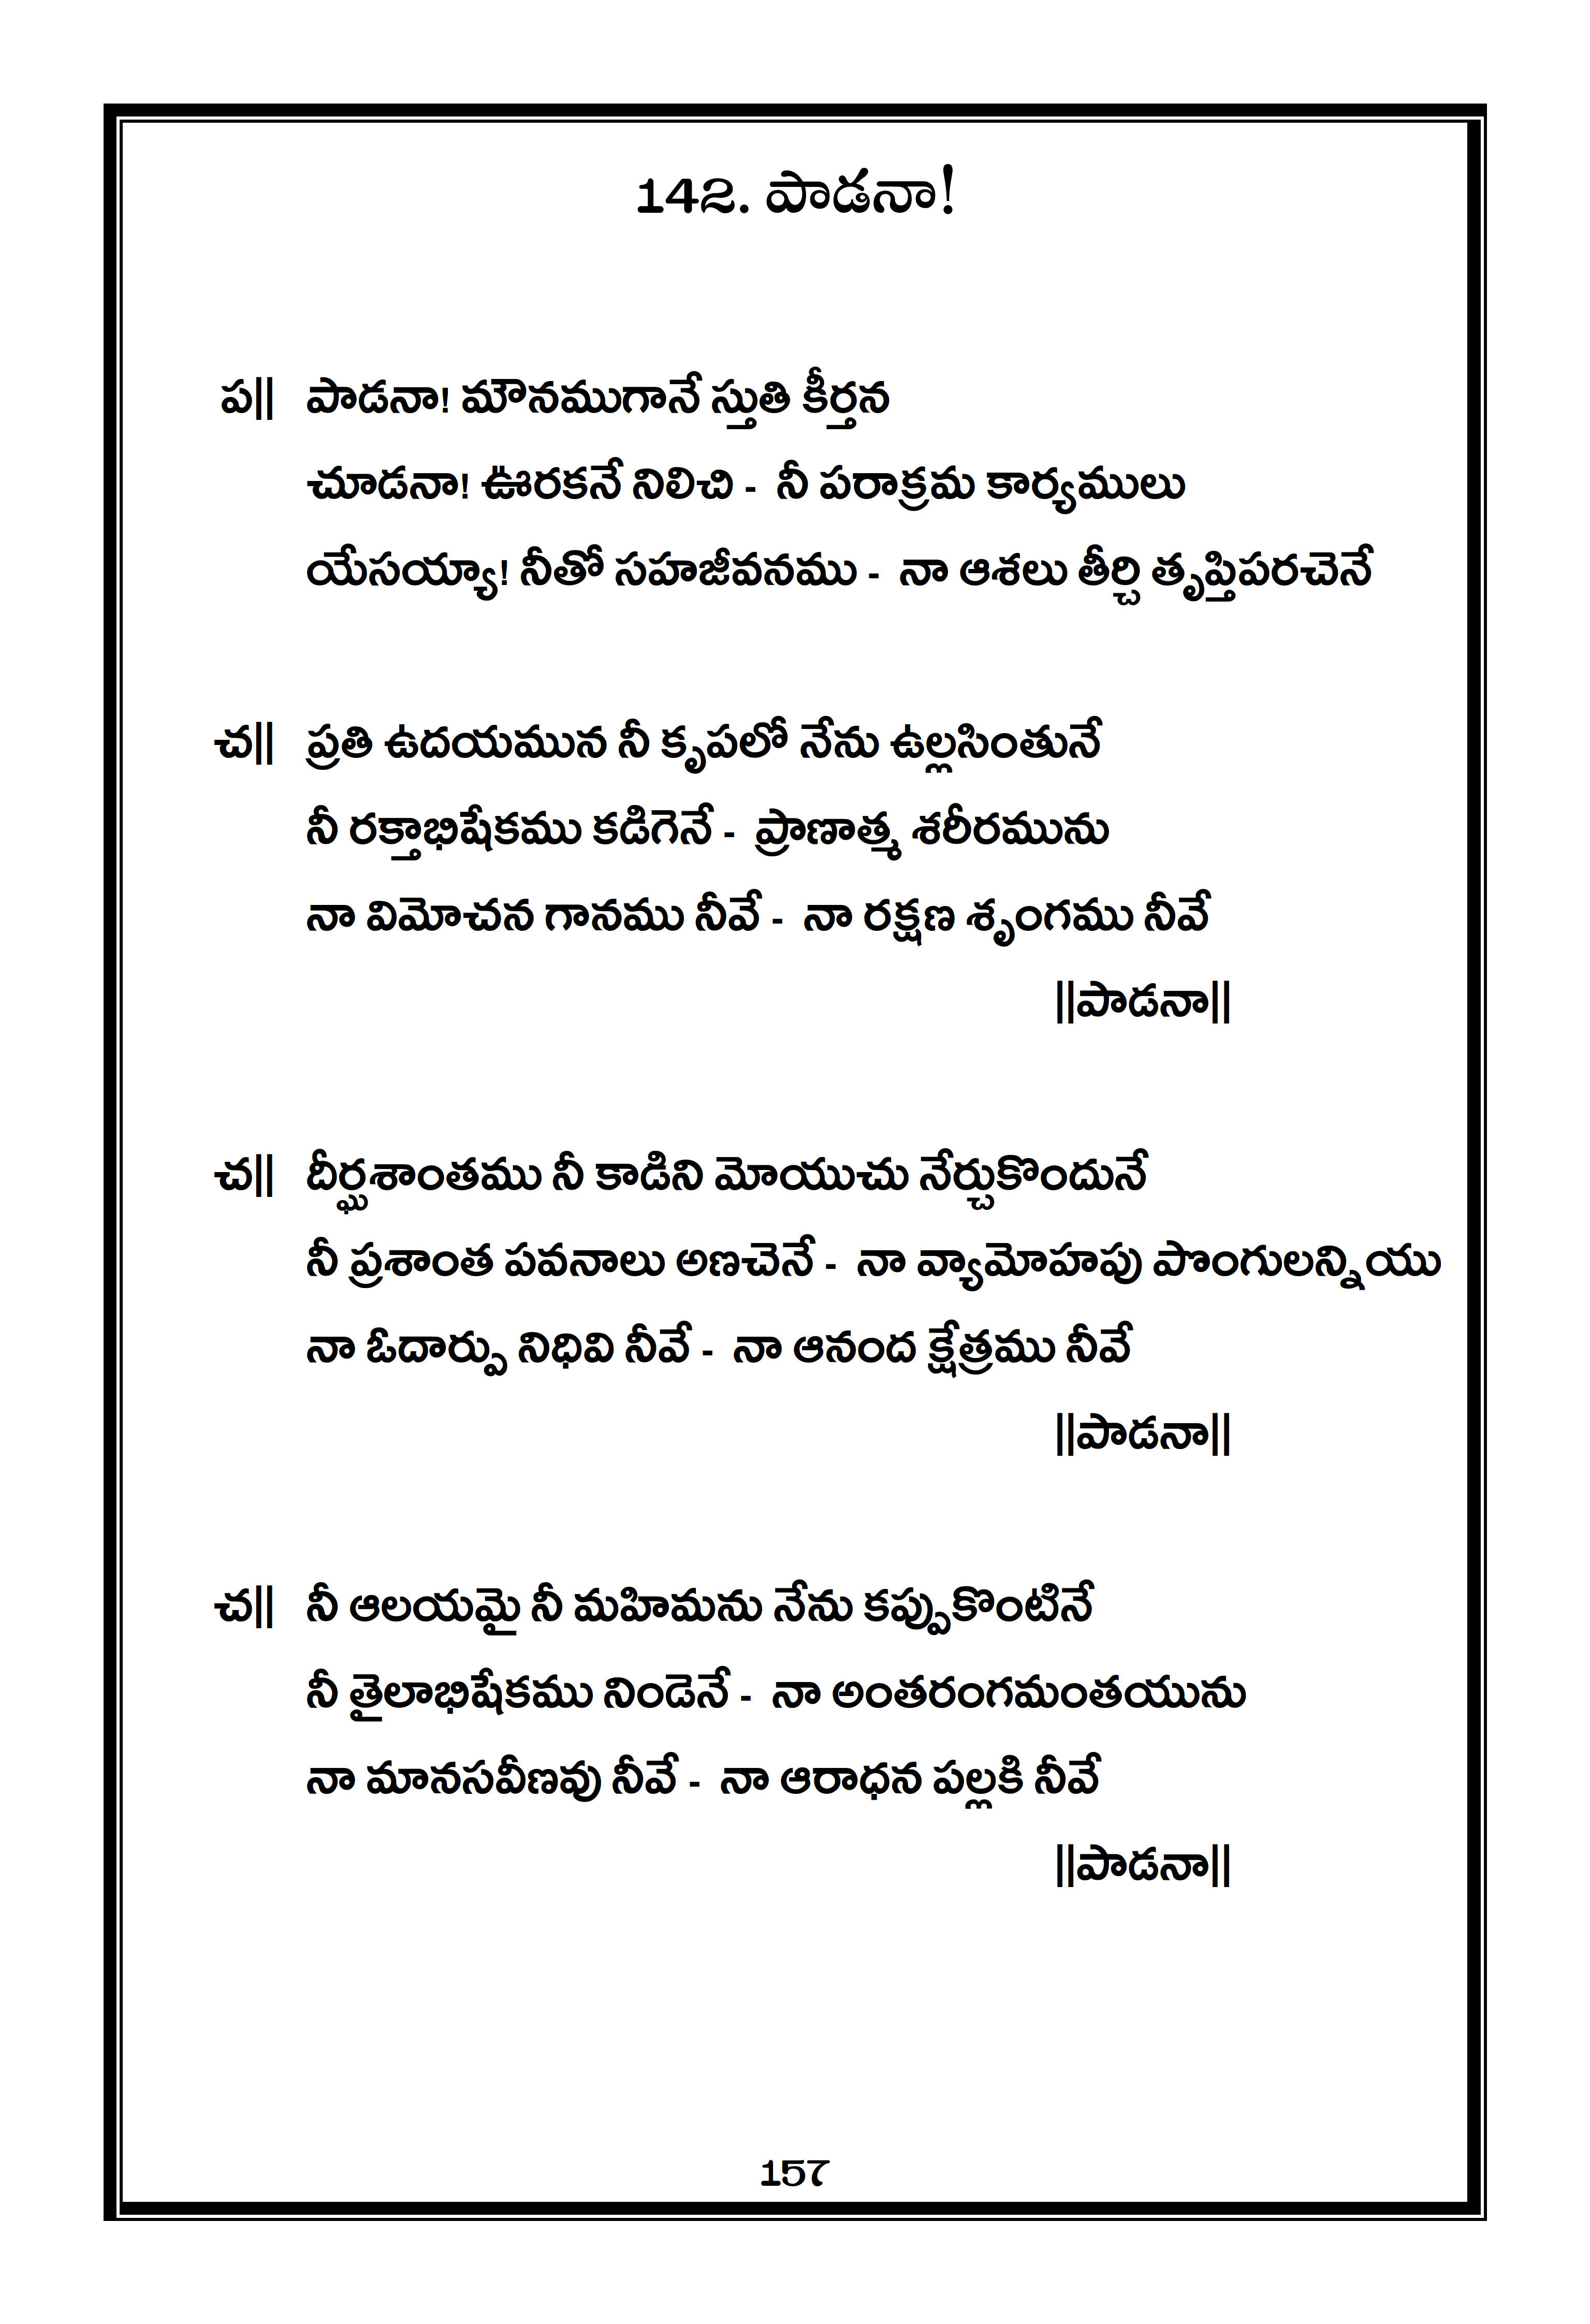 142. పాడనా!
ప|| పాడనా! మౌనముగానే స్తుతి కీర్తన
చూడనా! ఊరకనే నిలిచి - నీ పరాక్రమ కార్యములు
యేసయ్యా! నీతో సహజీవనము - నా ఆశలు తీర్చి తృప్తిపరచెనే
చ|| ప్రతి ఉదయమున నీ కృపలో నేను ఉల్లసింతునే
నీ రక్తాభిషేకము కడిగెనే - ప్రాణాత్మ శరీరమును
నా విమోచన గానము నీవే - నా రక్షణ శృంగము నీవే
||పాడనా||
చ|| దీర్ఘశాంతము నీ కాడిని మోయుచు నేర్చుకొందునే
నీ ప్రశాంత పవనాలు అణచెనే - నా వ్యామోహపు పొంగులన్నియు
నా ఓదార్పు నిధివి నీవే - నా ఆనంద క్షేత్రము నీవే
||పాడనా||
చ|| నీ ఆలయమై నీ మహిమను నేను కప్పుకొంటినే
నీ తైలాభిషేకము నిండెనే - నా అంతరంగమంతయును
నా మానసవీణవు నీవే - నా ఆరాధన పల్లకి నీవే
||పాడనా||
157